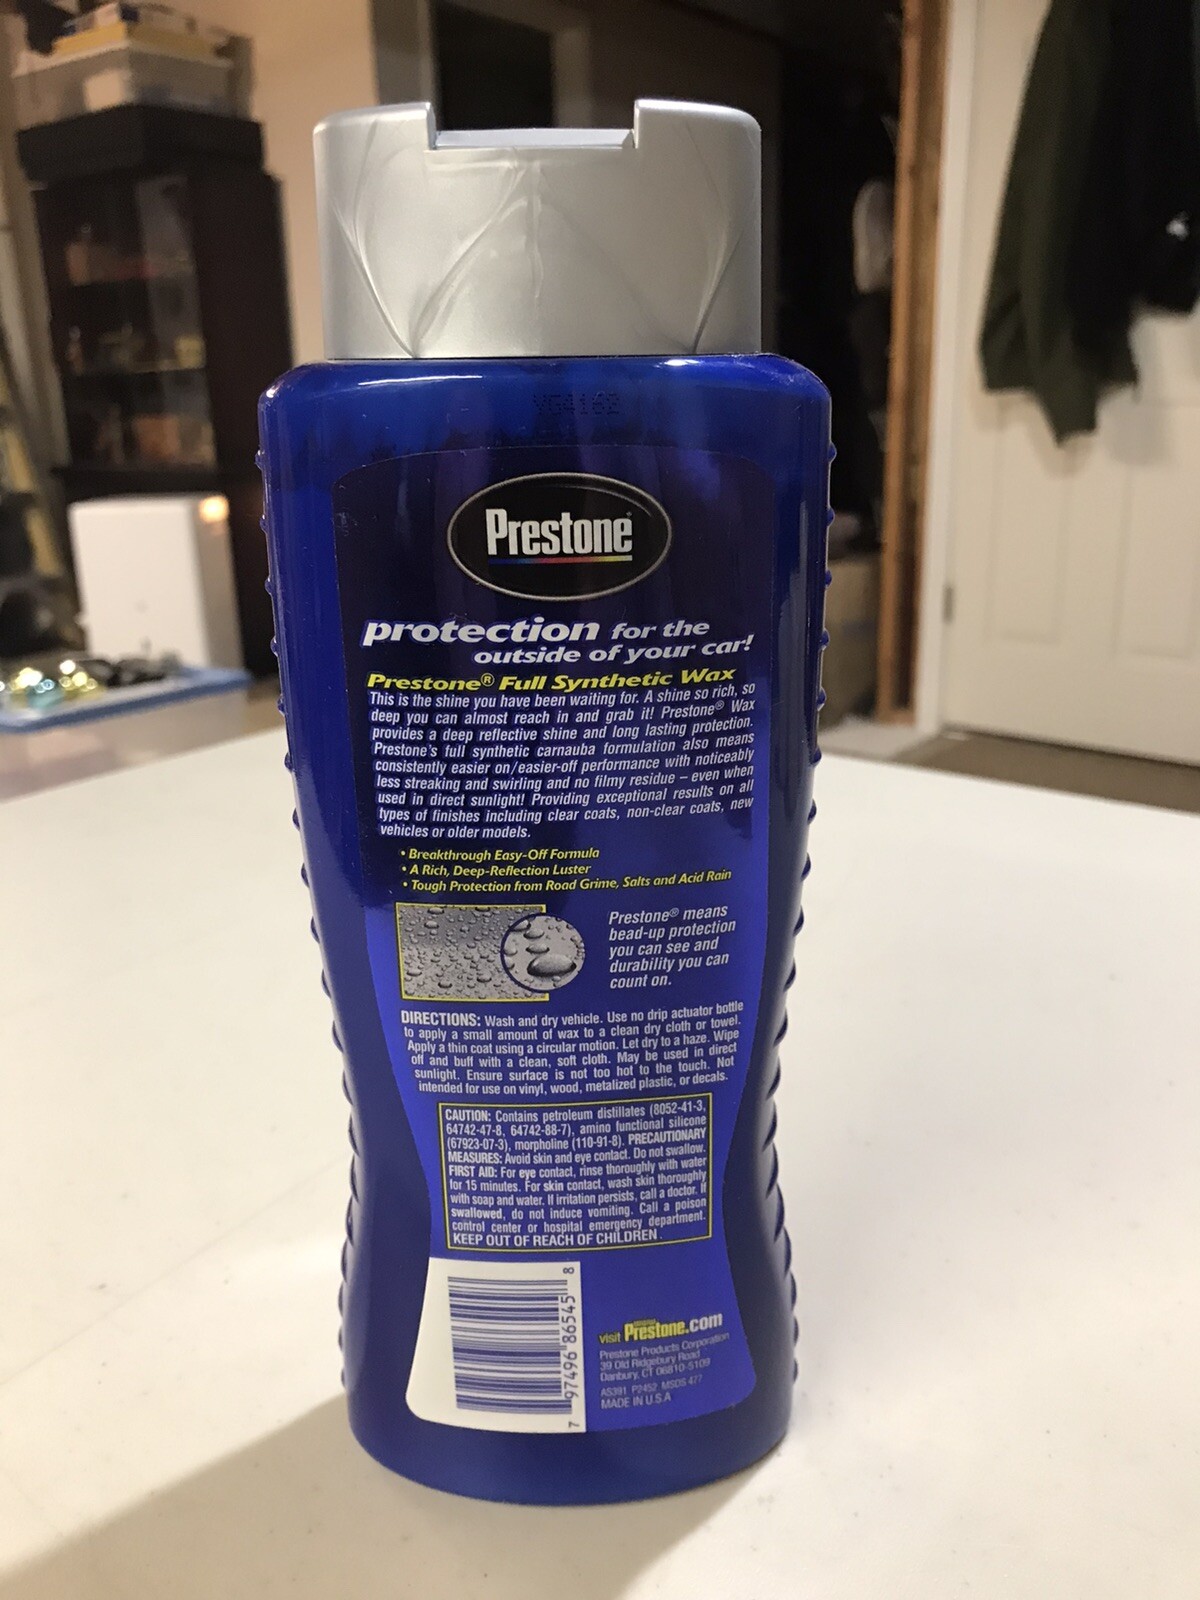 YG4162
Prestone
protection for the
outside of your car!
Prestone® Full Synthetic Wax
This is the shine you have been waiting for. A shine so rich, so
deep you can almost reach in and grab it! Prestone® Wax
provides a deep reflective shine and long lasting protection.
Prestone's full synthetic carnauba formulation also means
consistently easier on/easier-off performance with noticeably
less streaking and swirling and no filmy residue – even when
used in direct sunlight! Providing exceptional results on all
types of finishes including clear coats, non-clear coats, new
vehicles or older models.
• Breakthrough Easy-Off Formula
• A Rich, Deep-Reflection Luster
• Tough Protection from Road Grime, Salts and Acid Rain
Prestone® means
bead-up protection
you can see and
durability you can
count on.
DIRECTIONS: Wash and dry vehicle. Use no drip actuator bottle
to apply a small amount of wax to a clean dry cloth or towel.
Apply a thin coat using a circular motion. Let dry to a haze. Wipe
off and buff with a clean, soft cloth. May be used in direct
sunlight. Ensure surface is not too hot to the touch. Not
intended for use on vinyl, wood, metalized plastic, or decals.
CAUTION: Contains petroleum distillates (8052-41-3,
64742-47-8, 64742-88-7), amino functional silicone
(67923-07-3), morpholine (110-91-8). PRECAUTIONARY
MEASURES: Avoid skin and eye contact. Do not swallow.
FIRST AID: For eye contact, rinse thoroughly with water
for 15 minutes. For skin contact, wash skin thoroughly
with soap and water. If irritation persists, call a doctor. If
swallowed, do not induce vomiting. Call a poison
control center or hospital emergency department.
KEEP OUT OF REACH OF CHILDREN.
7 97496 86545 8
visit Prestone.com
Prestone Products Corporation
39 Old Ridgebury Road
Danbury, CT 06810-5109
AS391 P2452 MSDS 477
MADE IN U.S.A